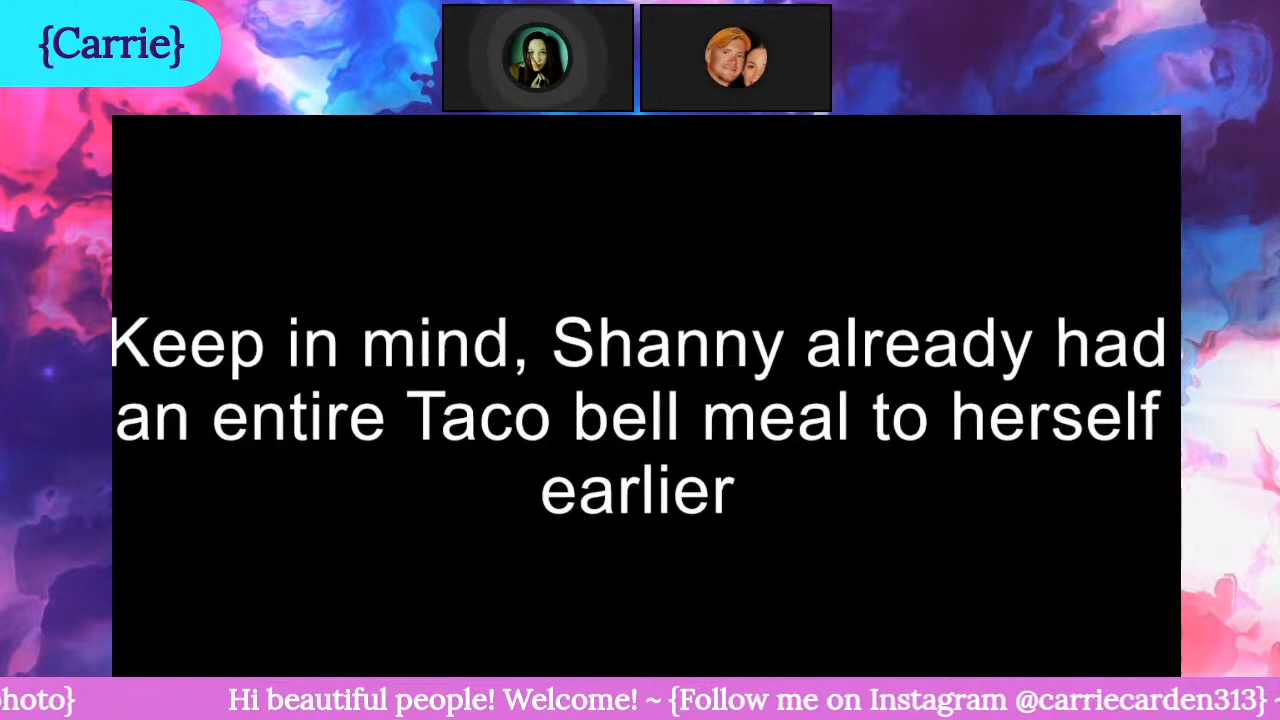 {Carrie}
Keep in mind, Shanny already had
an entire Taco bell meal to herself
earlier
hoto} Hi beautiful people! Welcome! ~ {Follow me on Instagram @carriecarden313}